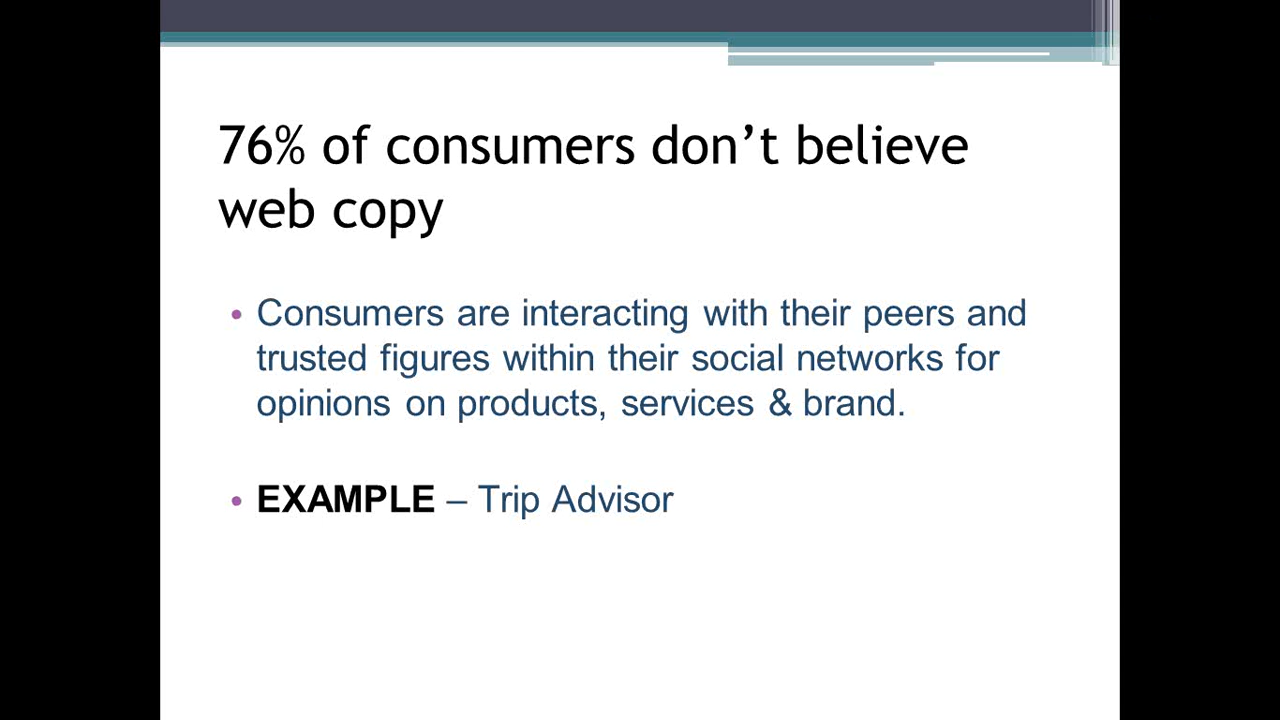 76% of consumers don’t believe
web copy
• Consumers are interacting with their peers and
trusted figures within their social networks for
opinions on products, services & brand.
• EXAMPLE – Trip Advisor